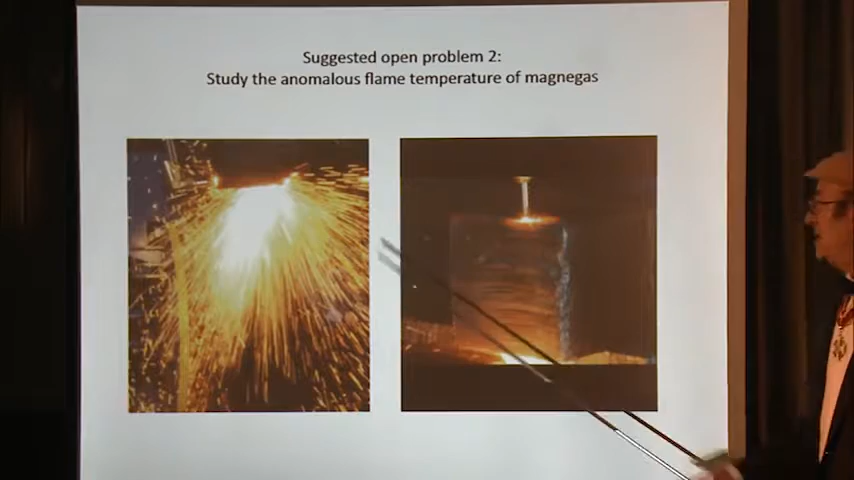 Suggested open problem 2:
Study the anomalous flame temperature of magnegas